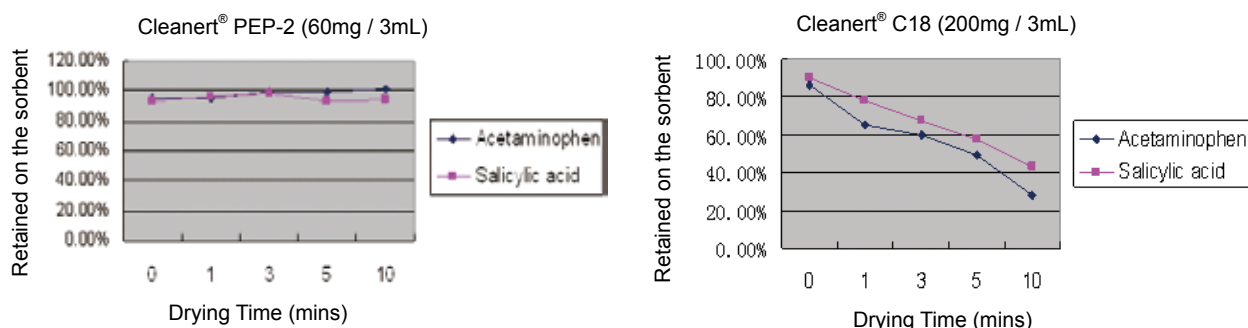 Cleanert® PEP-2 (60mg / 3mL)
Retained on the sorbent
120.00%
100.00%
80.00%
60.00%
40.00%
20.00%
0.00%
0 1 3 5 10
Drying Time (mins)
Acetaminophen
Salicylic acid
Cleanert® C18 (200mg / 3mL)
Retained on the sorbent
100.00%
80.00%
60.00%
40.00%
20.00%
0.00%
0 1 3 5 10
Drying Time (mins)
Acetaminophen
Salicylic acid